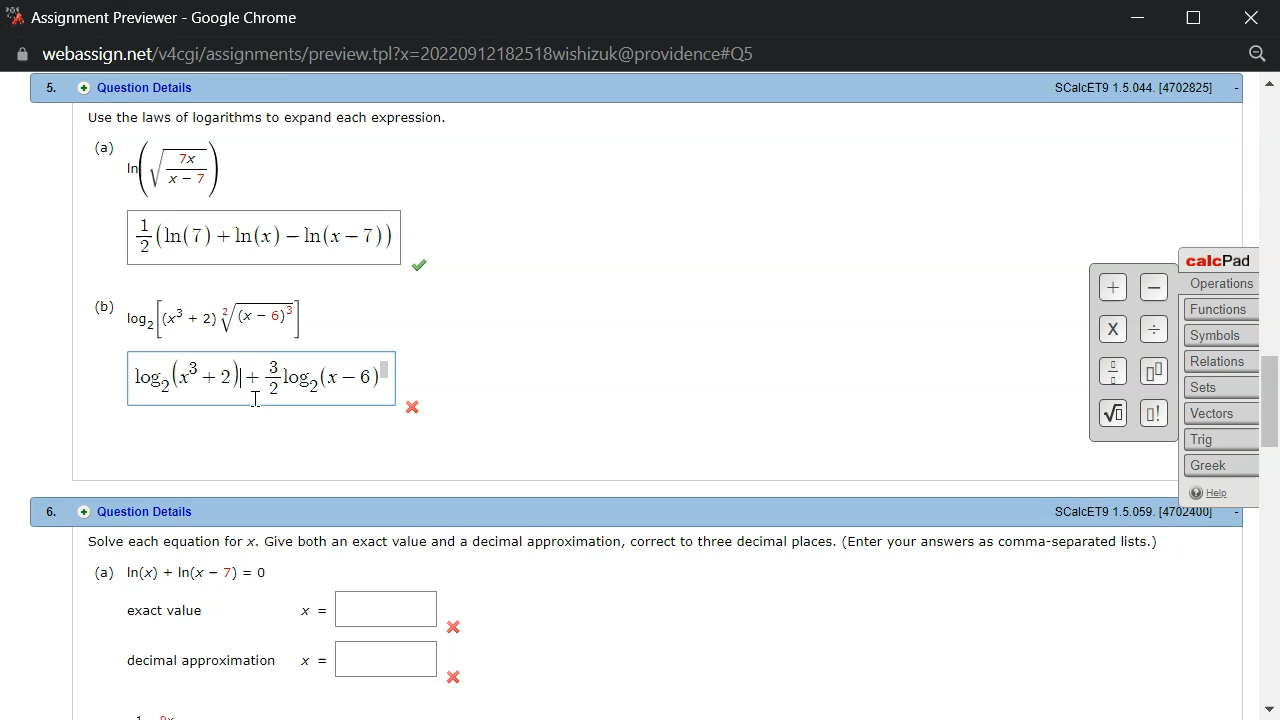 Assignment Previewer - Google Chrome
webassign.net/v4cgi/assignments/preview.tpl?x=20220912182518wishizuk@providence#Q5
5. Question Details SCalcET9 1.5.044. [4702825] -
Use the laws of logarithms to expand each expression.
(a) ln(√(7x/(x − 7)))
1/2 (ln(7) + ln(x) − ln(x − 7))
(b) log₂[(x³ + 2) ²√(x − 6)³]
log₂(x³ + 2) + 3/2 log₂(x − 6)
calcPad
Operations
Functions
Symbols
Relations
Sets
Vectors
Trig
Greek
Help
+ −
X ÷
√ !
6. Question Details SCalcET9 1.5.059. [4702400] -
Solve each equation for x. Give both an exact value and a decimal approximation, correct to three decimal places. (Enter your answers as comma-separated lists.)
(a) ln(x) + ln(x − 7) = 0
exact value x =
decimal approximation x =